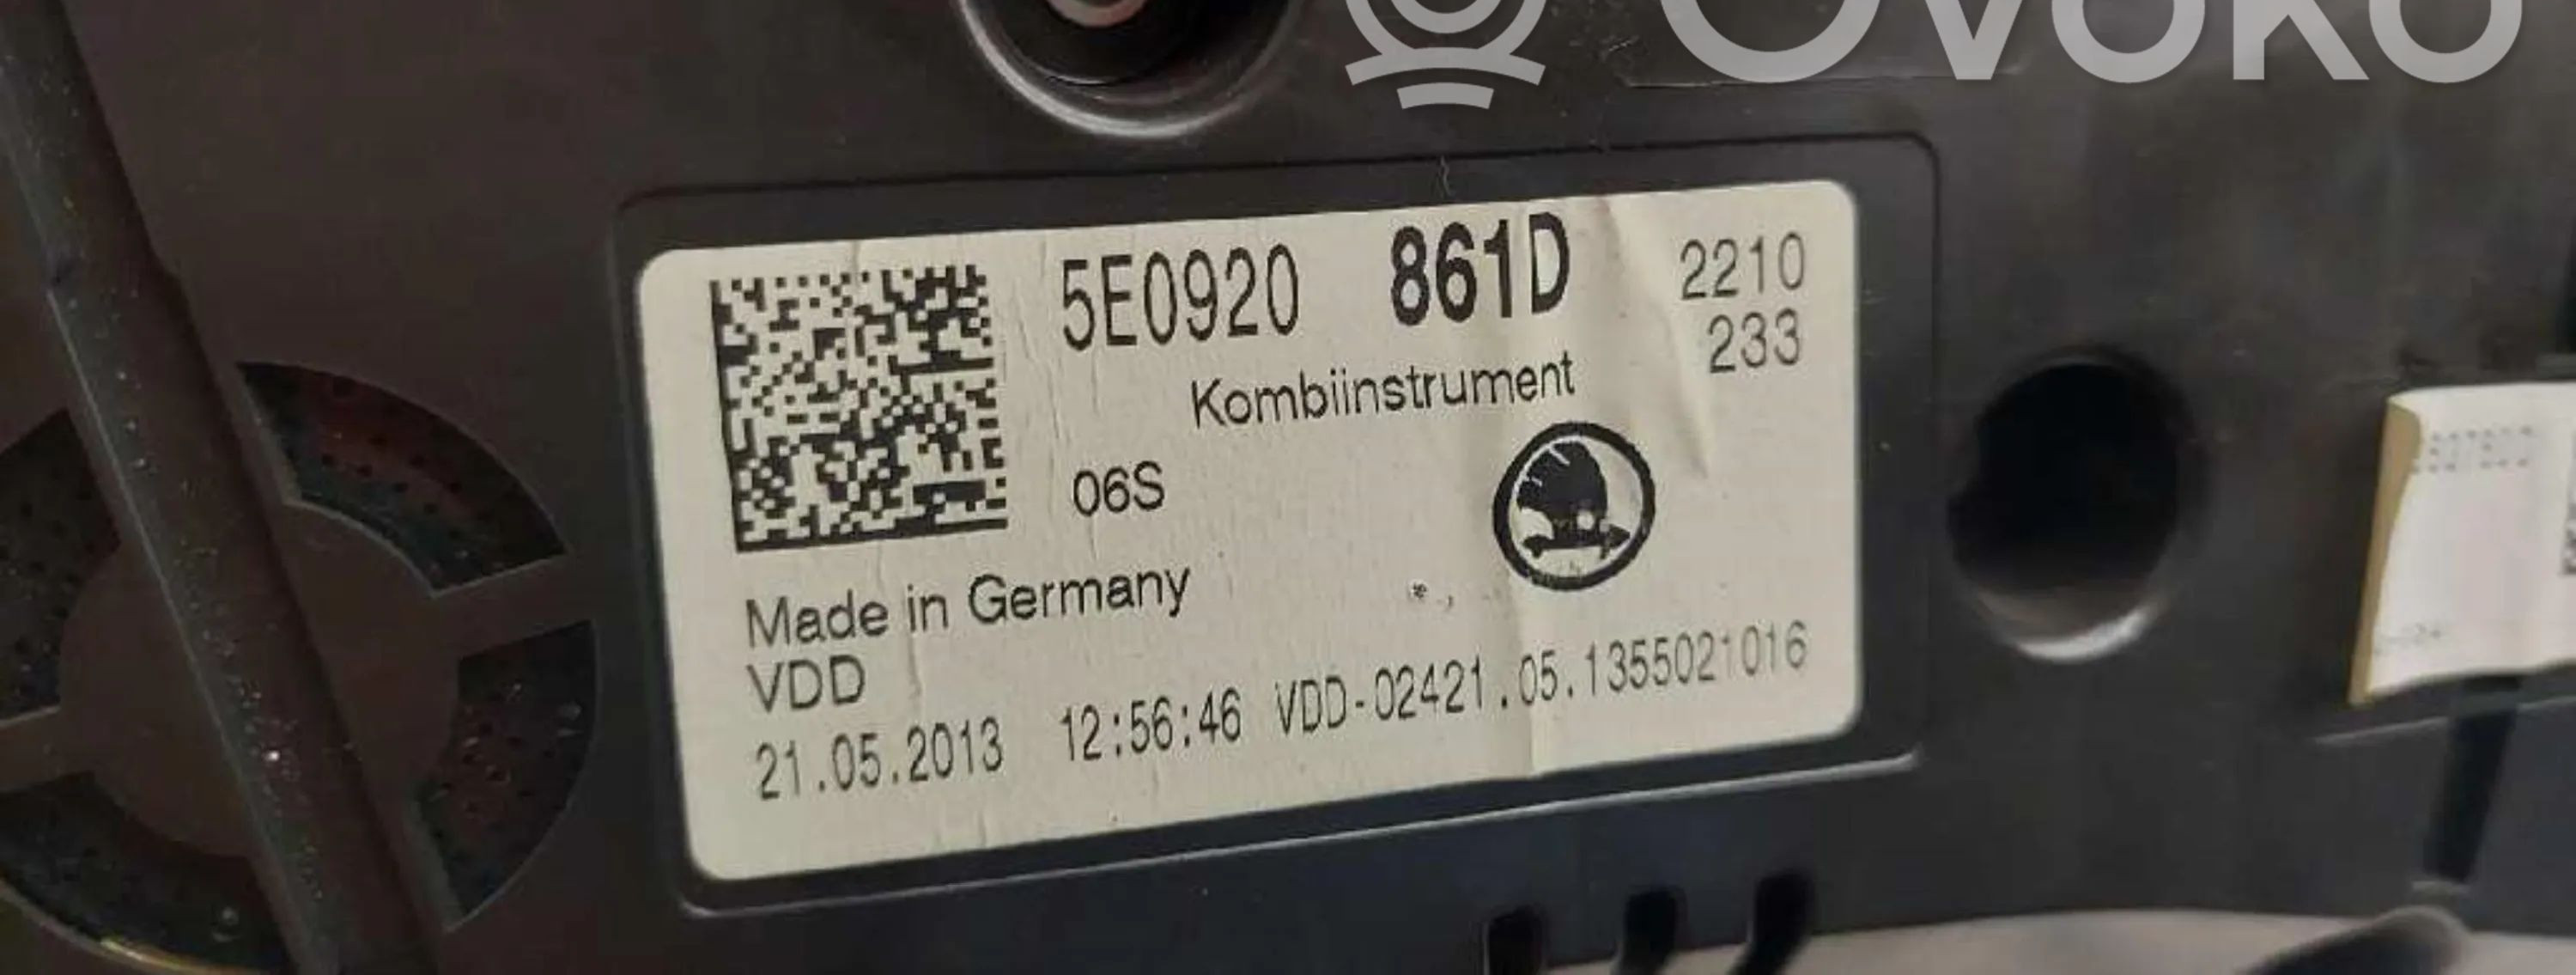 OVOKO
5E0920 861D 2210
233
Kombiinstrument
06S
Made in Germany
VDD
21.05.2013 12:56:46 VDD-02421.05.1355021016